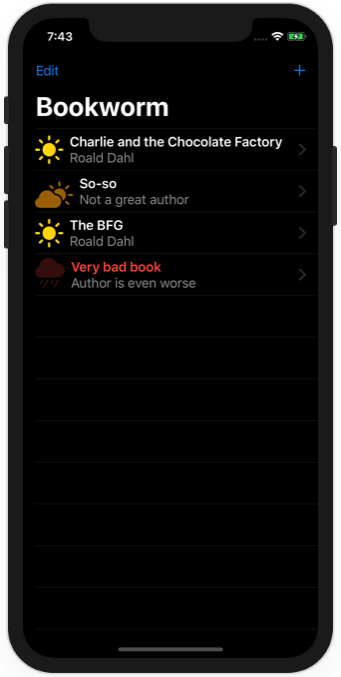 7:43
Edit
+
Bookworm
Charlie and the Chocolate Factory
Roald Dahl
So-so
Not a great author
The BFG
Roald Dahl
Very bad book
Author is even worse